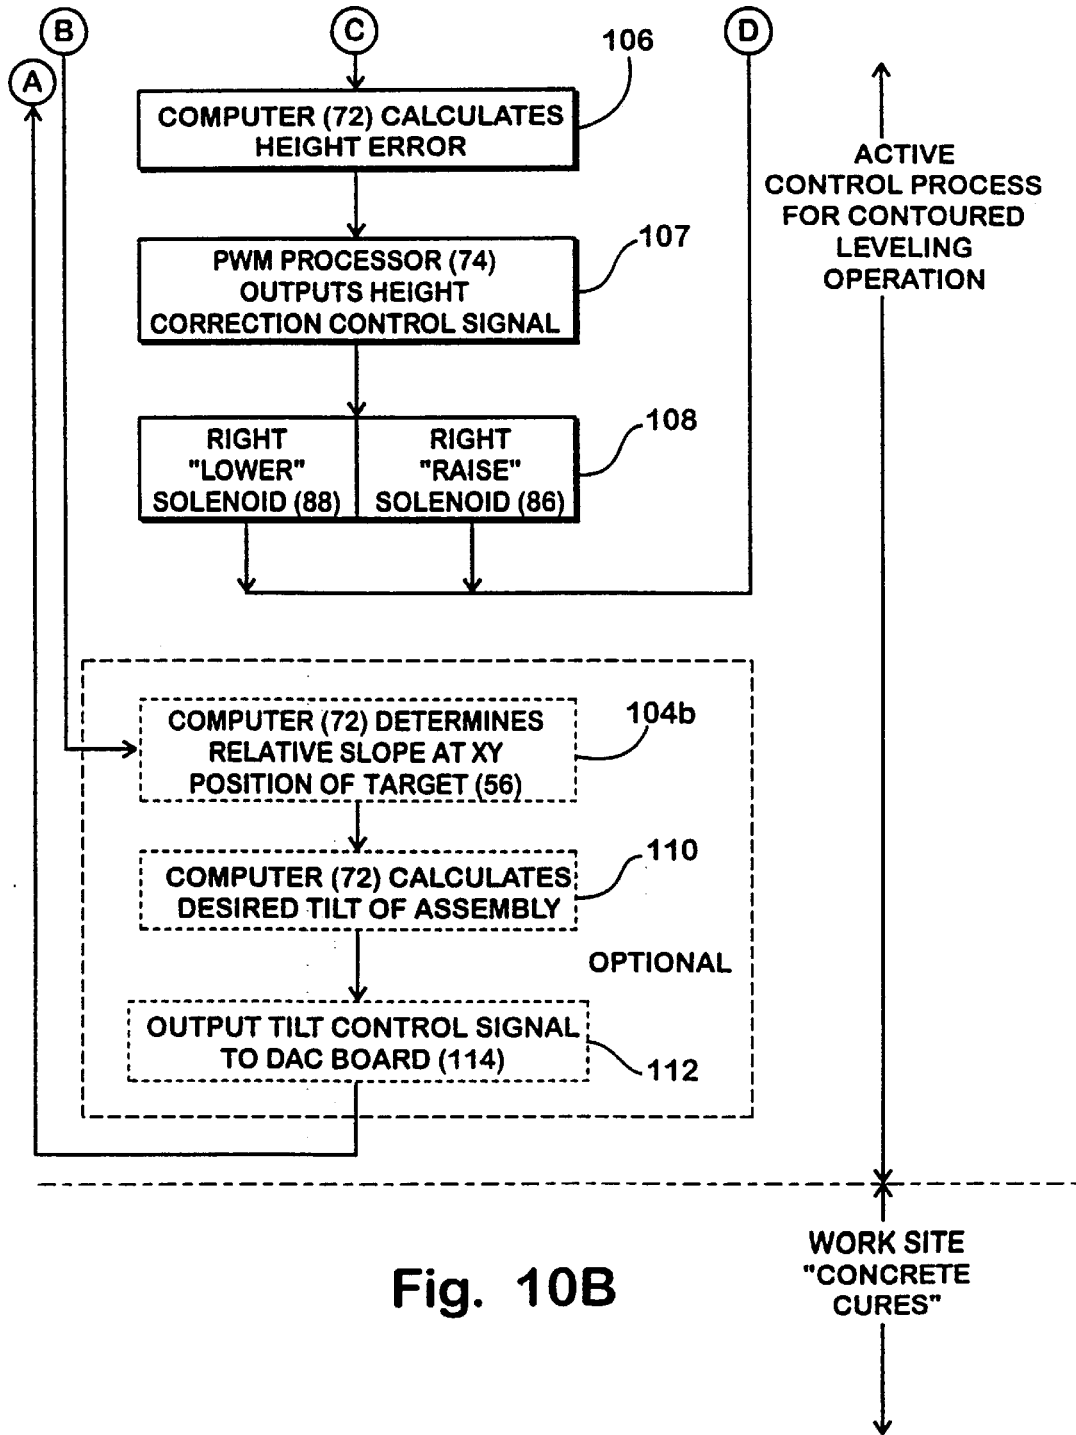 B
C
D
A
106
COMPUTER (72) CALCULATES
HEIGHT ERROR
ACTIVE
CONTROL PROCESS
FOR CONTOURED
LEVELING
OPERATION
107
PWM PROCESSOR (74)
OUTPUTS HEIGHT
CORRECTION CONTROL SIGNAL
108
RIGHT
"LOWER"
SOLENOID (88)
RIGHT
"RAISE"
SOLENOID (86)
104b
COMPUTER (72) DETERMINES
RELATIVE SLOPE AT XY
POSITION OF TARGET (56)
110
COMPUTER (72) CALCULATES
DESIRED TILT OF ASSEMBLY
OPTIONAL
OUTPUT TILT CONTROL SIGNAL
TO DAC BOARD (114)
112
WORK SITE
"CONCRETE
CURES"
Fig. 10B